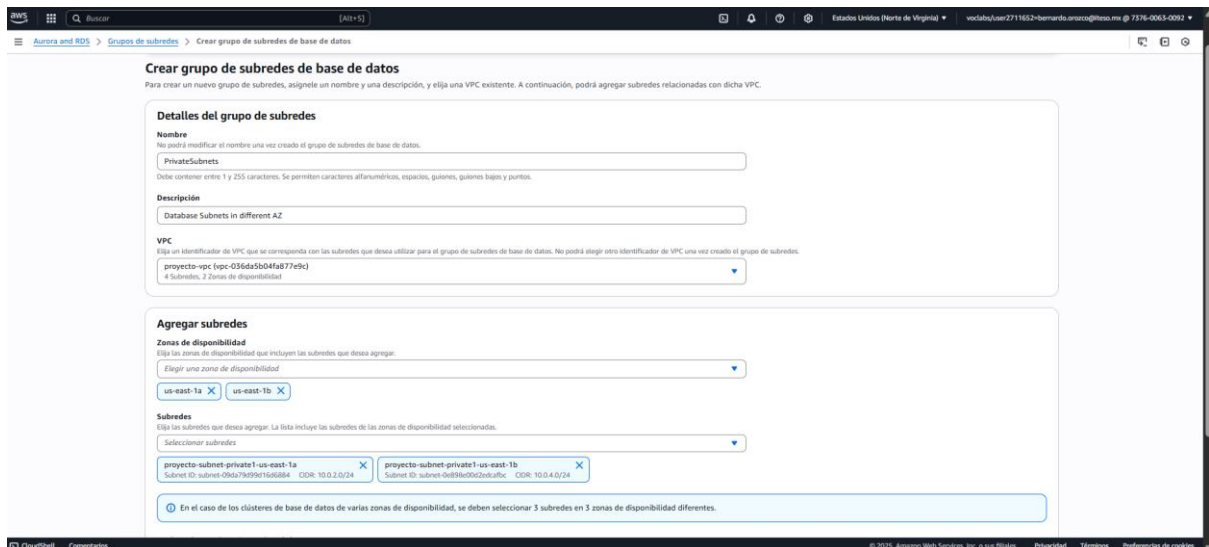 aws
Buscor
[Alt+S]
Estados Unidos (Norte de Virginia)
voclabs/user2711652=bernardo.orozco@iteso.mx @ 7376-0063-0092
Aurora and RDS > Grupos de subredes > Crear grupo de subredes de base de datos
Crear grupo de subredes de base de datos
Para crear un nuevo grupo de subredes, asígnele un nombre y una descripción, y elija una VPC existente. A continuación, podrá agregar subredes relacionadas con dicha VPC.
Detalles del grupo de subredes
Nombre
No podrá modificar el nombre una vez creado el grupo de subredes de base de datos.
PrivateSubnets
Debe contener entre 1 y 255 caracteres. Se permiten caracteres alfanuméricos, espacios, guiones, guiones bajos y puntos.
Descripción
Database Subnets in different AZ
VPC
Elija un identificador de VPC que se corresponda con las subredes que desea utilizar para el grupo de subredes de base de datos. No podrá elegir otro identificador de VPC una vez creado el grupo de subredes.
proyecto-vpc (vpc-036da5b04fa877e9c)
4 Subredes, 2 Zonas de disponibilidad
Agregar subredes
Zonas de disponibilidad
Elija las zonas de disponibilidad que incluyen las subredes que desea agregar.
Elegir una zona de disponibilidad
us-east-1a
us-east-1b
Subredes
Elija las subredes que desea agregar. La lista incluye las subredes de las zonas de disponibilidad seleccionadas.
Seleccionar subredes
proyecto-subnet-private1-us-east-1a
Subnet ID: subnet-09da79d99d16d6884 CIDR: 10.0.2.0/24
proyecto-subnet-private1-us-east-1b
Subnet ID: subnet-0e898e00d2edcafbc CIDR: 10.0.4.0/24
En el caso de los clústeres de base de datos de varias zonas de disponibilidad, se deben seleccionar 3 subredes en 3 zonas de disponibilidad diferentes.
CloudShell Comentarios
© 2025, Amazon Web Services, Inc. o sus filiales. Privacidad Términos Preferencias de cookies